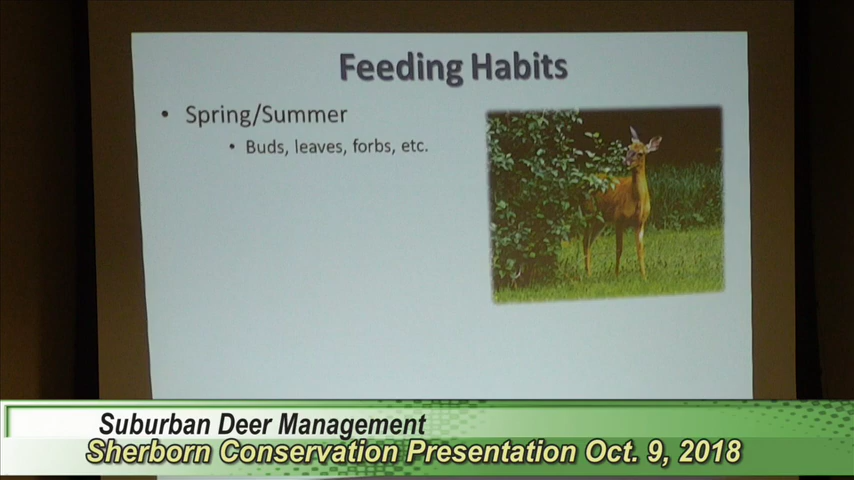 Feeding Habits
• Spring/Summer
• Buds, leaves, forbs, etc.
Suburban Deer Management
Sherborn Conservation Presentation Oct. 9, 2018